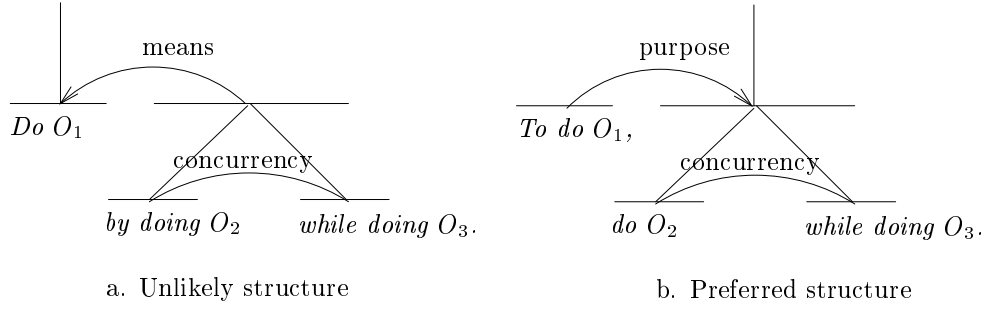 means
purpose
Do O₁
To do O₁,
concurrency
concurrency
by doing O₂
while doing O₃.
do O₂
while doing O₃.
a. Unlikely structure
b. Preferred structure